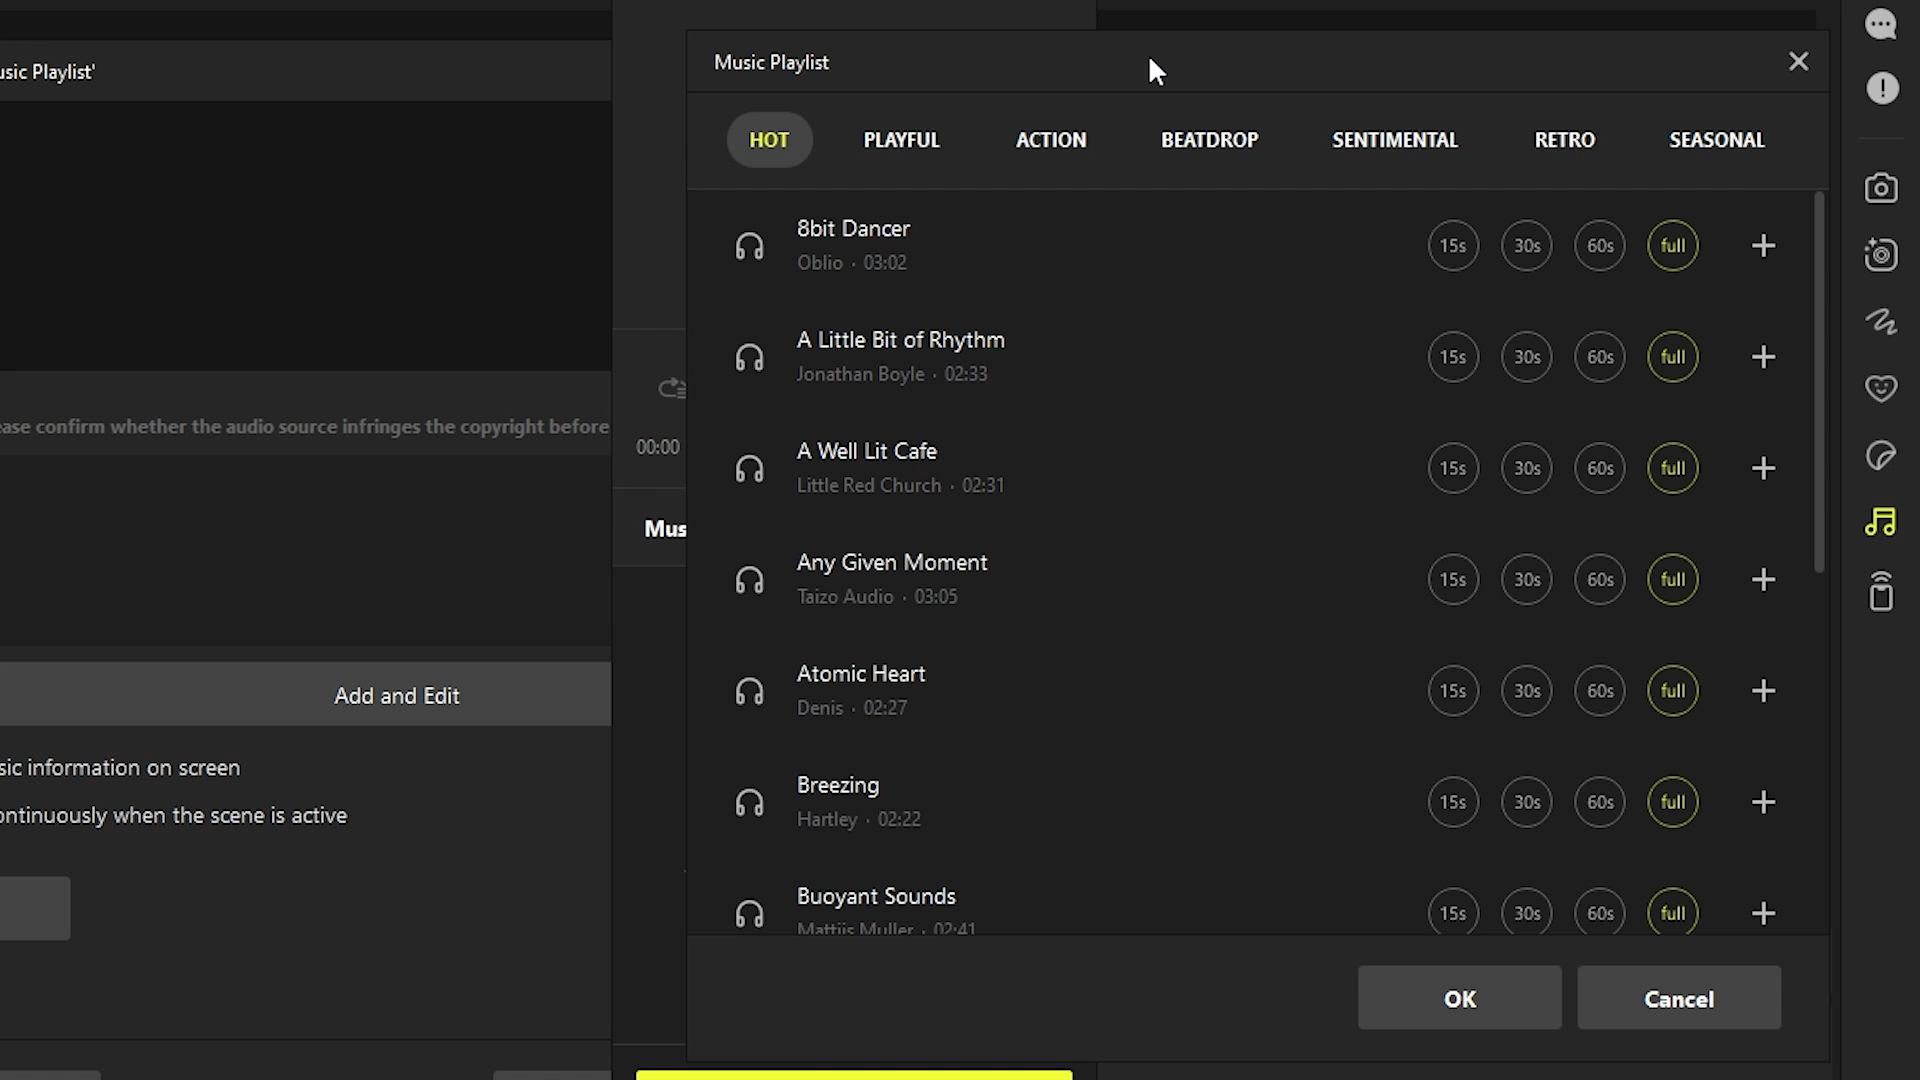 usic Playlist'
ease confirm whether the audio source infringes the copyright before
Add and Edit
sic information on screen
ontinuously when the scene is active
00:00
Mus
Music Playlist
HOT PLAYFUL ACTION BEATDROP SENTIMENTAL RETRO SEASONAL
8bit Dancer
Oblio · 03:02
15s 30s 60s full +
A Little Bit of Rhythm
Jonathan Boyle · 02:33
15s 30s 60s full +
A Well Lit Cafe
Little Red Church · 02:31
15s 30s 60s full +
Any Given Moment
Taizo Audio · 03:05
15s 30s 60s full +
Atomic Heart
Denis · 02:27
15s 30s 60s full +
Breezing
Hartley · 02:22
15s 30s 60s full +
Buoyant Sounds
Mattijs Muller · 02:41
15s 30s 60s full +
OK Cancel